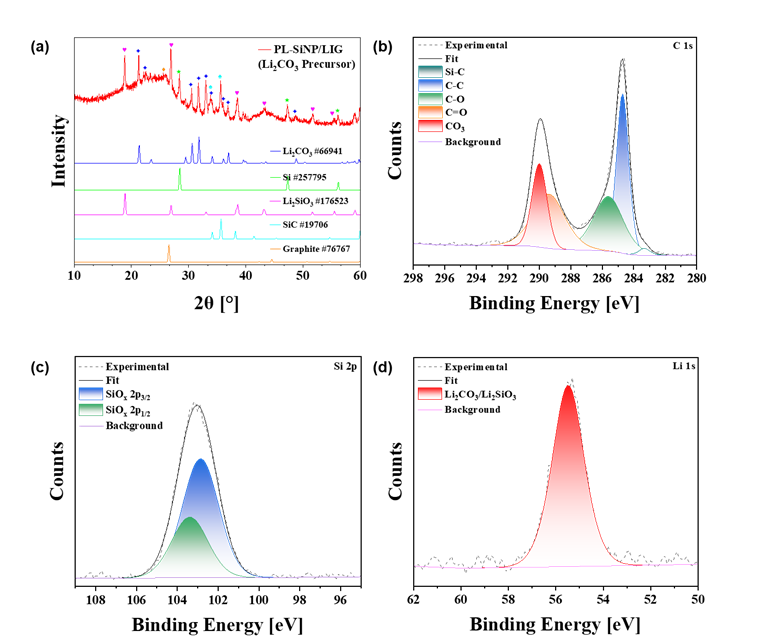 (a)
PL-SiNP/LIG
(Li₂CO₃ Precursor)
Li₂CO₃ #66941
Si #257795
Li₂SiO₃ #176523
SiC #19706
Graphite #76767
Intensity
10 20 30 40 50 60
2θ [°]
(b)
C 1s
Experimental
Fit
Si-C
C-C
C-O
C=O
CO₃
Background
Counts
298 296 294 292 290 288 286 284 282 280
Binding Energy [eV]
(c)
Si 2p
Experimental
Fit
SiOₓ 2p₃/₂
SiOₓ 2p₁/₂
Background
Counts
108 106 104 102 100 98 96
Binding Energy [eV]
(d)
Li 1s
Experimental
Fit
Li₂CO₃/Li₂SiO₃
Background
Counts
62 60 58 56 54 52 50
Binding Energy [eV]